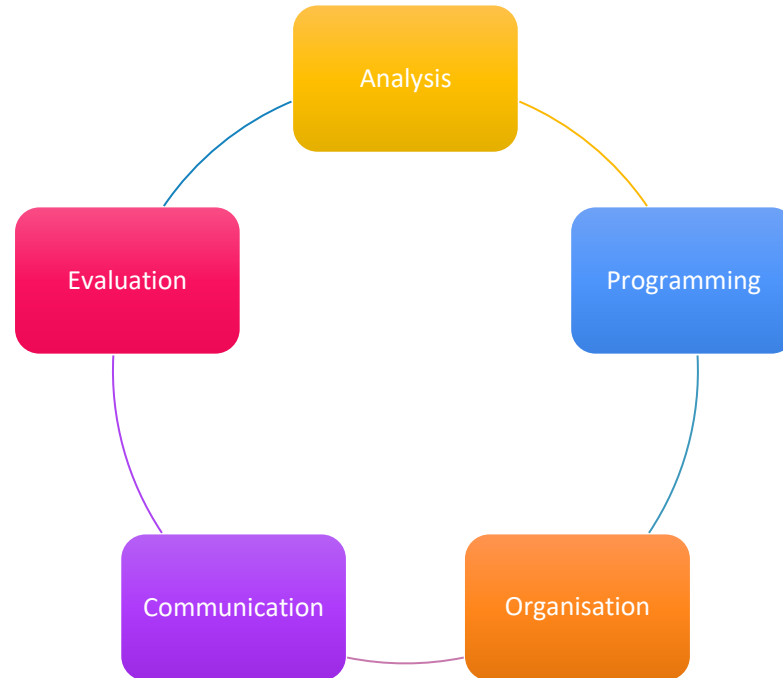 Analysis
Programming
Organisation
Communication
Evaluation